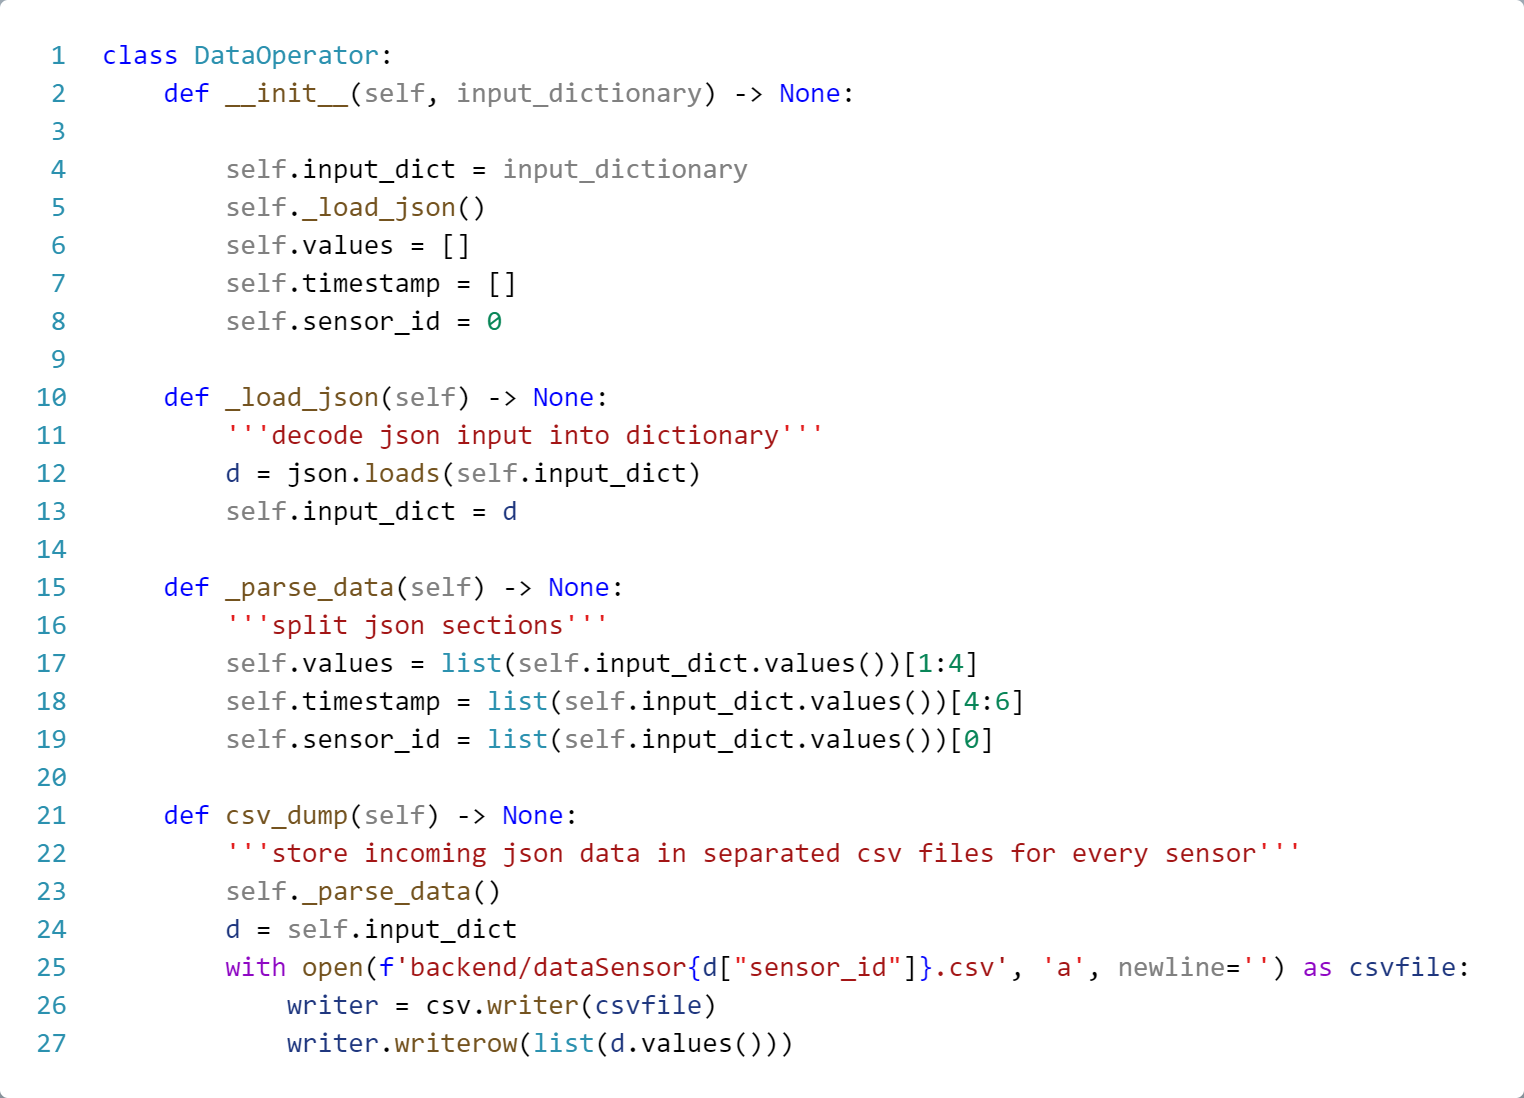 1 class DataOperator:
2     def __init__(self, input_dictionary) -> None:
3
4         self.input_dict = input_dictionary
5         self._load_json()
6         self.values = []
7         self.timestamp = []
8         self.sensor_id = 0
9
10     def _load_json(self) -> None:
11         '''decode json input into dictionary'''
12         d = json.loads(self.input_dict)
13         self.input_dict = d
14
15     def _parse_data(self) -> None:
16         '''split json sections'''
17         self.values = list(self.input_dict.values())[1:4]
18         self.timestamp = list(self.input_dict.values())[4:6]
19         self.sensor_id = list(self.input_dict.values())[0]
20
21     def csv_dump(self) -> None:
22         '''store incoming json data in separated csv files for every sensor'''
23         self._parse_data()
24         d = self.input_dict
25         with open(f'backend/dataSensor{d["sensor_id"]}.csv', 'a', newline='') as csvfile:
26             writer = csv.writer(csvfile)
27             writer.writerow(list(d.values()))